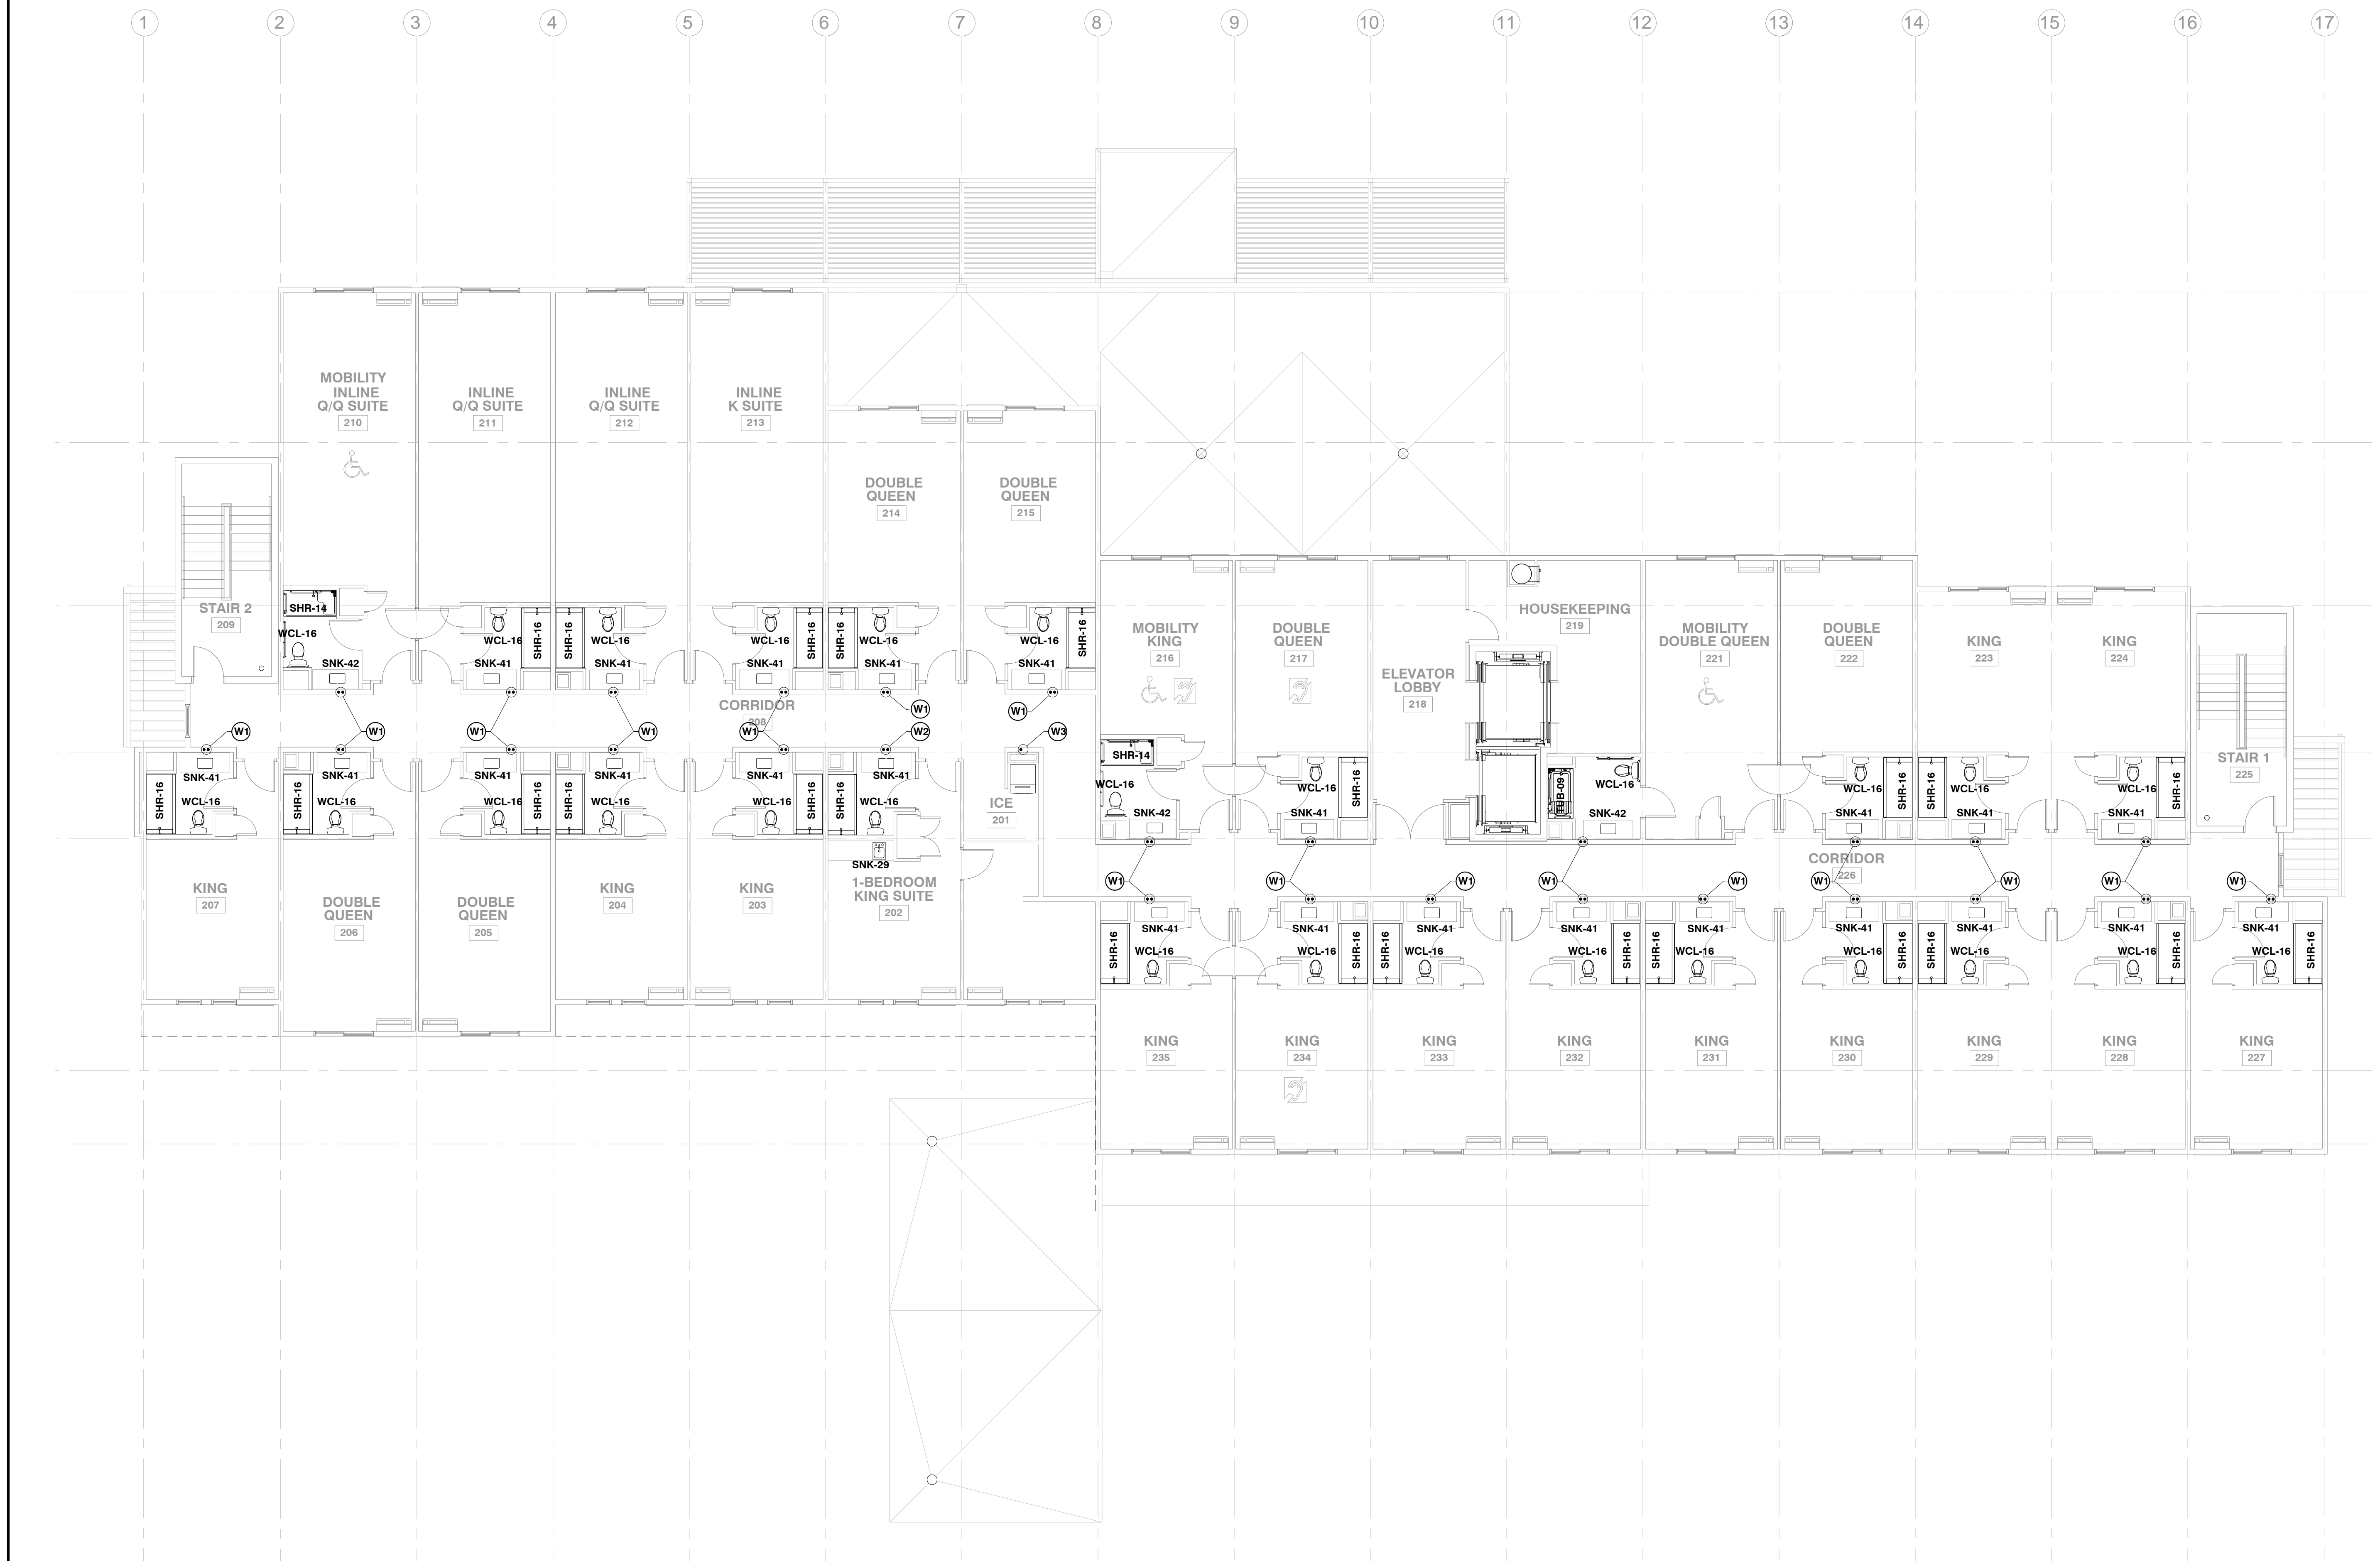 1 2 3 4 5 6 7 8 9 10 11 12 13 14 15 16 17
MOBILITY
INLINE
Q/Q SUITE
210
INLINE
Q/Q SUITE
211
INLINE
Q/Q SUITE
212
INLINE
K SUITE
213
DOUBLE
QUEEN
214
DOUBLE
QUEEN
215
STAIR 2
209
SHR-14
WCL-16
SNK-42
WCL-16
SHR-16
SNK-41
SHR-16
WCL-16
SNK-41
WCL-16
SHR-16
SNK-41
SHR-16
WCL-16
SNK-41
WCL-16
SHR-16
SNK-41
MOBILITY
KING
216
DOUBLE
QUEEN
217
ELEVATOR
LOBBY
218
HOUSEKEEPING
219
MOBILITY
DOUBLE QUEEN
221
DOUBLE
QUEEN
222
KING
223
KING
224
STAIR 1
225
CORRIDOR
208
W1
W1
W1
W1
W1
W1
W1
W2
W1
W3
SNK-41
SHR-16
WCL-16
SNK-41
SHR-16
WCL-16
SNK-41
WCL-16
SHR-16
SNK-41
SHR-16
WCL-16
SNK-41
WCL-16
SHR-16
SNK-41
SHR-16
WCL-16
SNK-29
ICE
201
KING
207
DOUBLE
QUEEN
206
DOUBLE
QUEEN
205
KING
204
KING
203
1-BEDROOM
KING SUITE
202
SHR-14
WCL-16
SNK-42
WCL-16
SHR-16
SNK-41
TUB-09
WCL-16
SNK-42
WCL-16
SHR-16
SNK-41
SHR-16
WCL-16
SNK-41
WCL-16
SHR-16
SNK-41
CORRIDOR
226
W1
W1
W1
W1
W1
W1
W1
W1
W1
SNK-41
SHR-16
WCL-16
SNK-41
WCL-16
SHR-16
SNK-41
SHR-16
WCL-16
SNK-41
WCL-16
SHR-16
SNK-41
SHR-16
WCL-16
SNK-41
WCL-16
SHR-16
SNK-41
SHR-16
WCL-16
SNK-41
WCL-16
SHR-16
SNK-41
WCL-16
SHR-16
KING
235
KING
234
KING
233
KING
232
KING
231
KING
230
KING
229
KING
228
KING
227